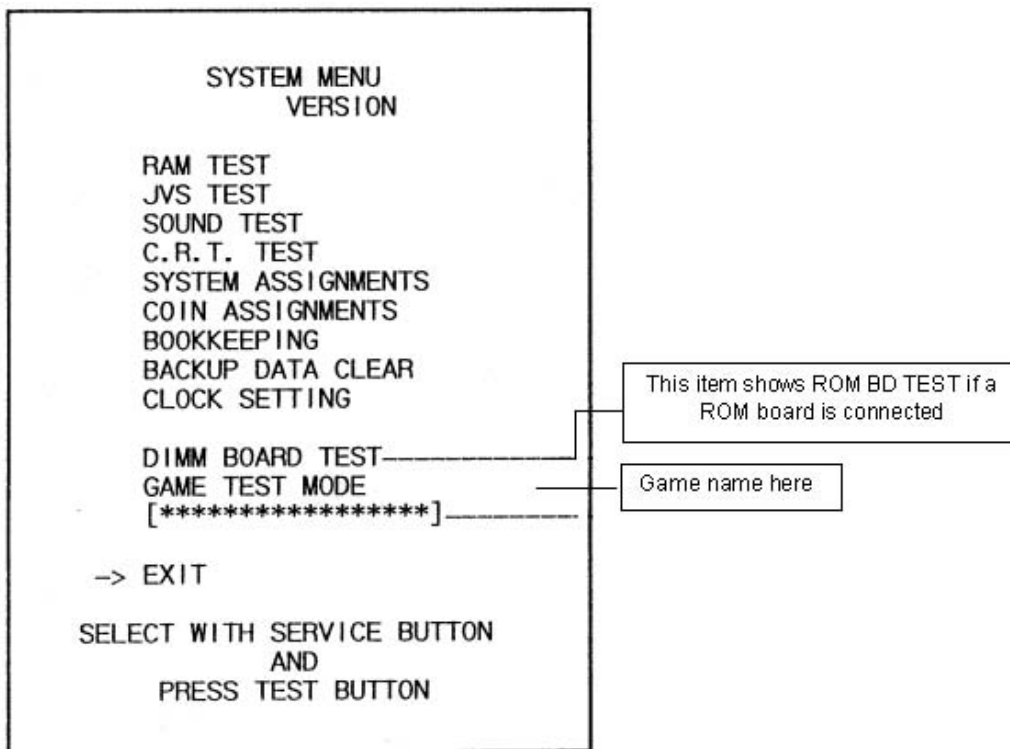 SYSTEM MENU
VERSION
RAM TEST
JVS TEST
SOUND TEST
C.R.T. TEST
SYSTEM ASSIGNMENTS
COIN ASSIGNMENTS
BOOKKEEPING
BACKUP DATA CLEAR
CLOCK SETTING
This item shows ROM BD TEST if a
ROM board is connected
DIMM BOARD TEST
GAME TEST MODE
Game name here
[*****************]
-> EXIT
SELECT WITH SERVICE BUTTON
AND
PRESS TEST BUTTON